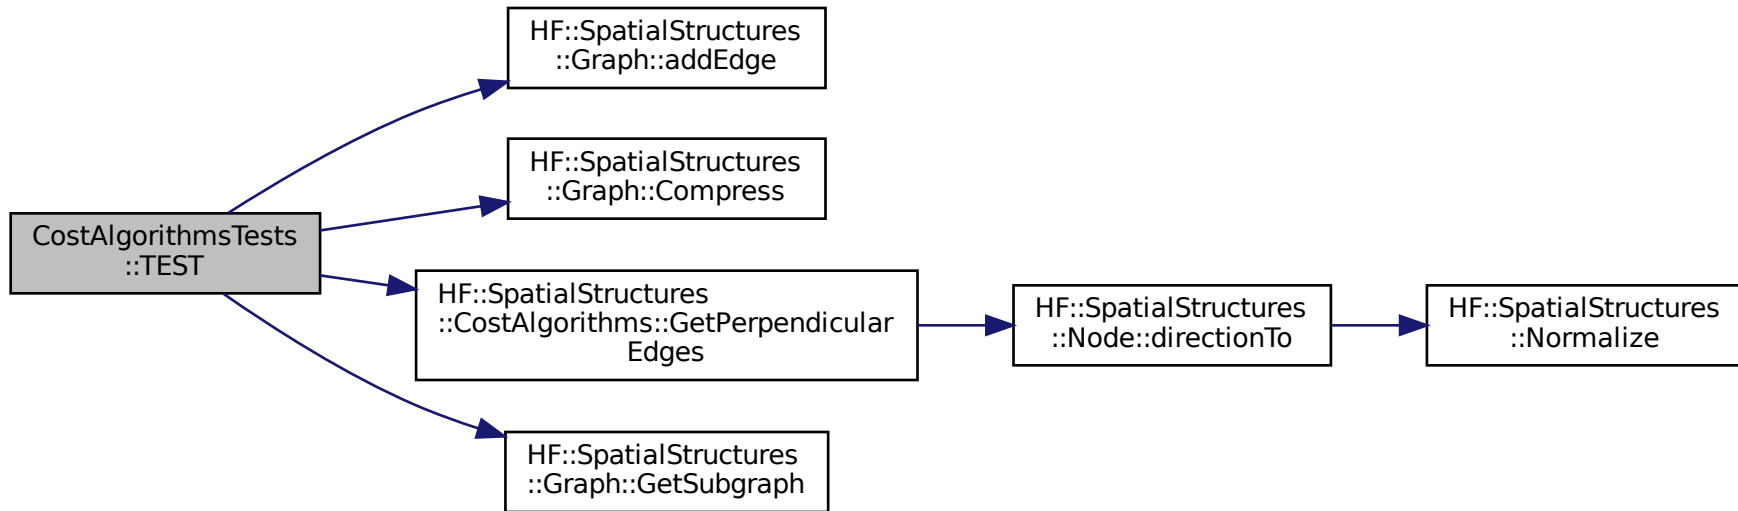 HF::SpatialStructures
::Graph::addEdge
HF::SpatialStructures
::Graph::Compress
CostAlgorithmsTests
::TEST
HF::SpatialStructures
::CostAlgorithms::GetPerpendicular
Edges
HF::SpatialStructures
::Node::directionTo
HF::SpatialStructures
::Normalize
HF::SpatialStructures
::Graph::GetSubgraph